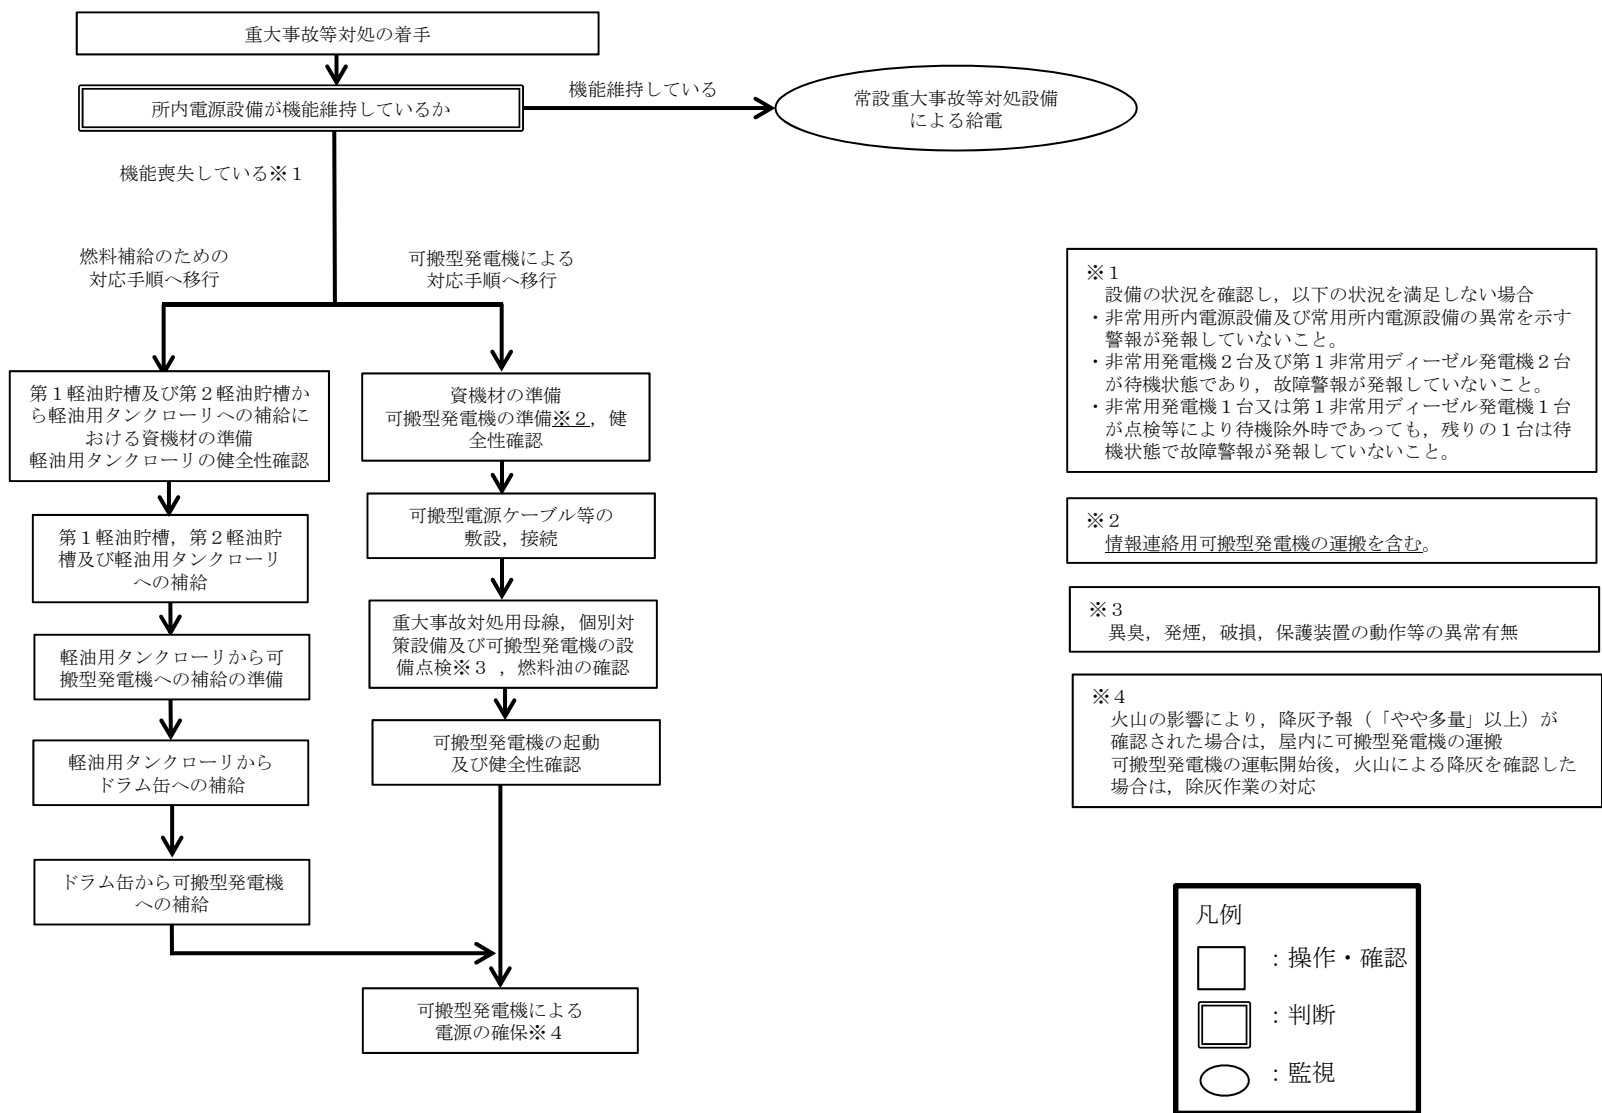 重大事故等対処の着手
所内電源設備が機能維持しているか
機能維持している
常設重大事故等対処設備
による給電
機能喪失している※１
燃料補給のための
対応手順へ移行
可搬型発電機による
対応手順へ移行
第１軽油貯槽及び第２軽油貯槽か
ら軽油用タンクローリへの補給に
おける資機材の準備
軽油用タンクローリの健全性確認
第１軽油貯槽，第２軽油貯
槽及び軽油用タンクローリ
への補給
軽油用タンクローリから可
搬型発電機への補給の準備
軽油用タンクローリから
ドラム缶への補給
ドラム缶から可搬型発電機
への補給
資機材の準備
可搬型発電機の準備※２，健
全性確認
可搬型電源ケーブル等の
敷設，接続
重大事故対処用母線，個別対
策設備及び可搬型発電機の設
備点検※３ ，燃料油の確認
可搬型発電機の起動
及び健全性確認
可搬型発電機による
電源の確保※４
※１
設備の状況を確認し，以下の状況を満足しない場合
・非常用所内電源設備及び常用所内電源設備の異常を示す
警報が発報していないこと。
・非常用発電機２台及び第１非常用ディーゼル発電機２台
が待機状態であり，故障警報が発報していないこと。
・非常用発電機１台又は第１非常用ディーゼル発電機１台
が点検等により待機除外時であっても，残りの１台は待
機状態で故障警報が発報していないこと。
※２
情報連絡用可搬型発電機の運搬を含む。
※３
異臭，発煙，破損，保護装置の動作等の異常有無
※４
火山の影響により，降灰予報（「やや多量」以上）が
確認された場合は，屋内に可搬型発電機の運搬
可搬型発電機の運転開始後，火山による降灰を確認した
場合は，除灰作業の対応
凡例
：操作・確認
：判断
：監視